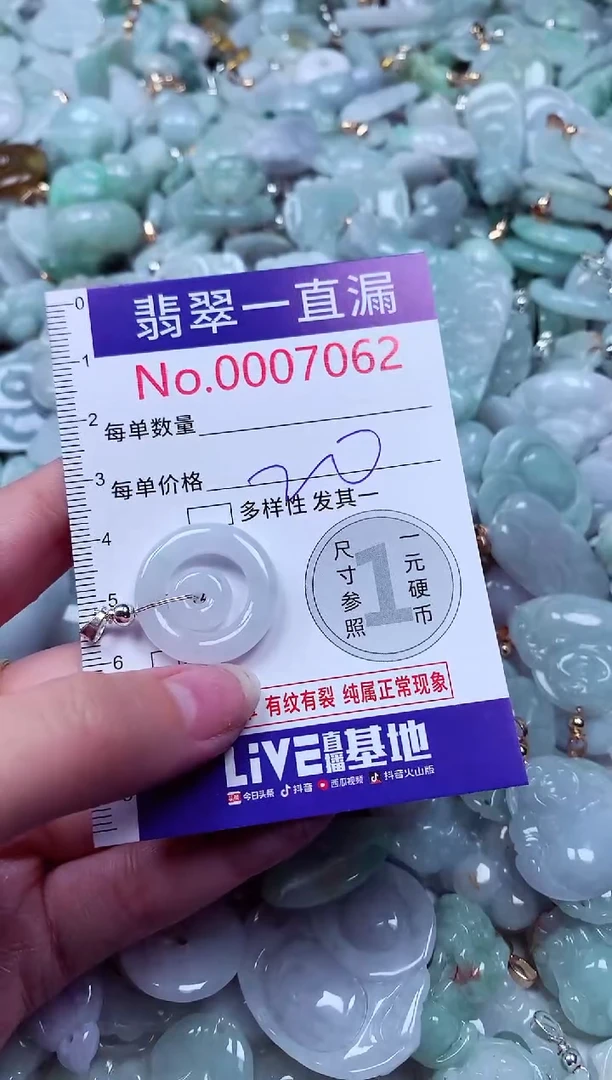 翡翠一直漏
No.0007062
每单数量
每单价格 20
多样性 发其一
尺寸参照
1
一元硬币
有纹有裂 纯属正常现象
LiVE直播基地
今日头条 抖音 西瓜视频 抖音火山版
0
1
2
3
4
5
6